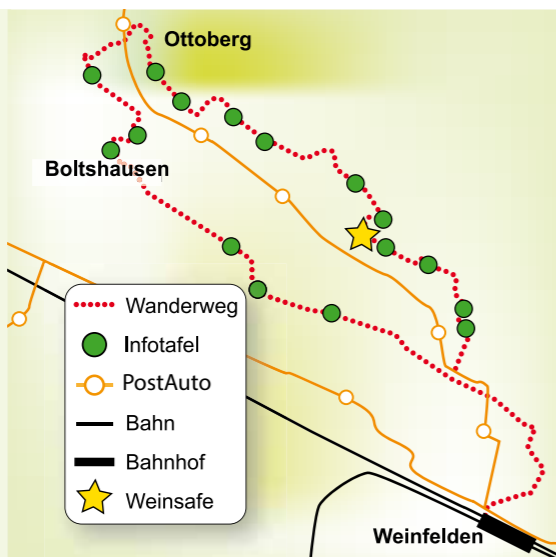 Ottoberg
Boltshausen
Wanderweg
Infotafel
PostAuto
Bahn
Bahnhof
Weinsafe
Weinfelden